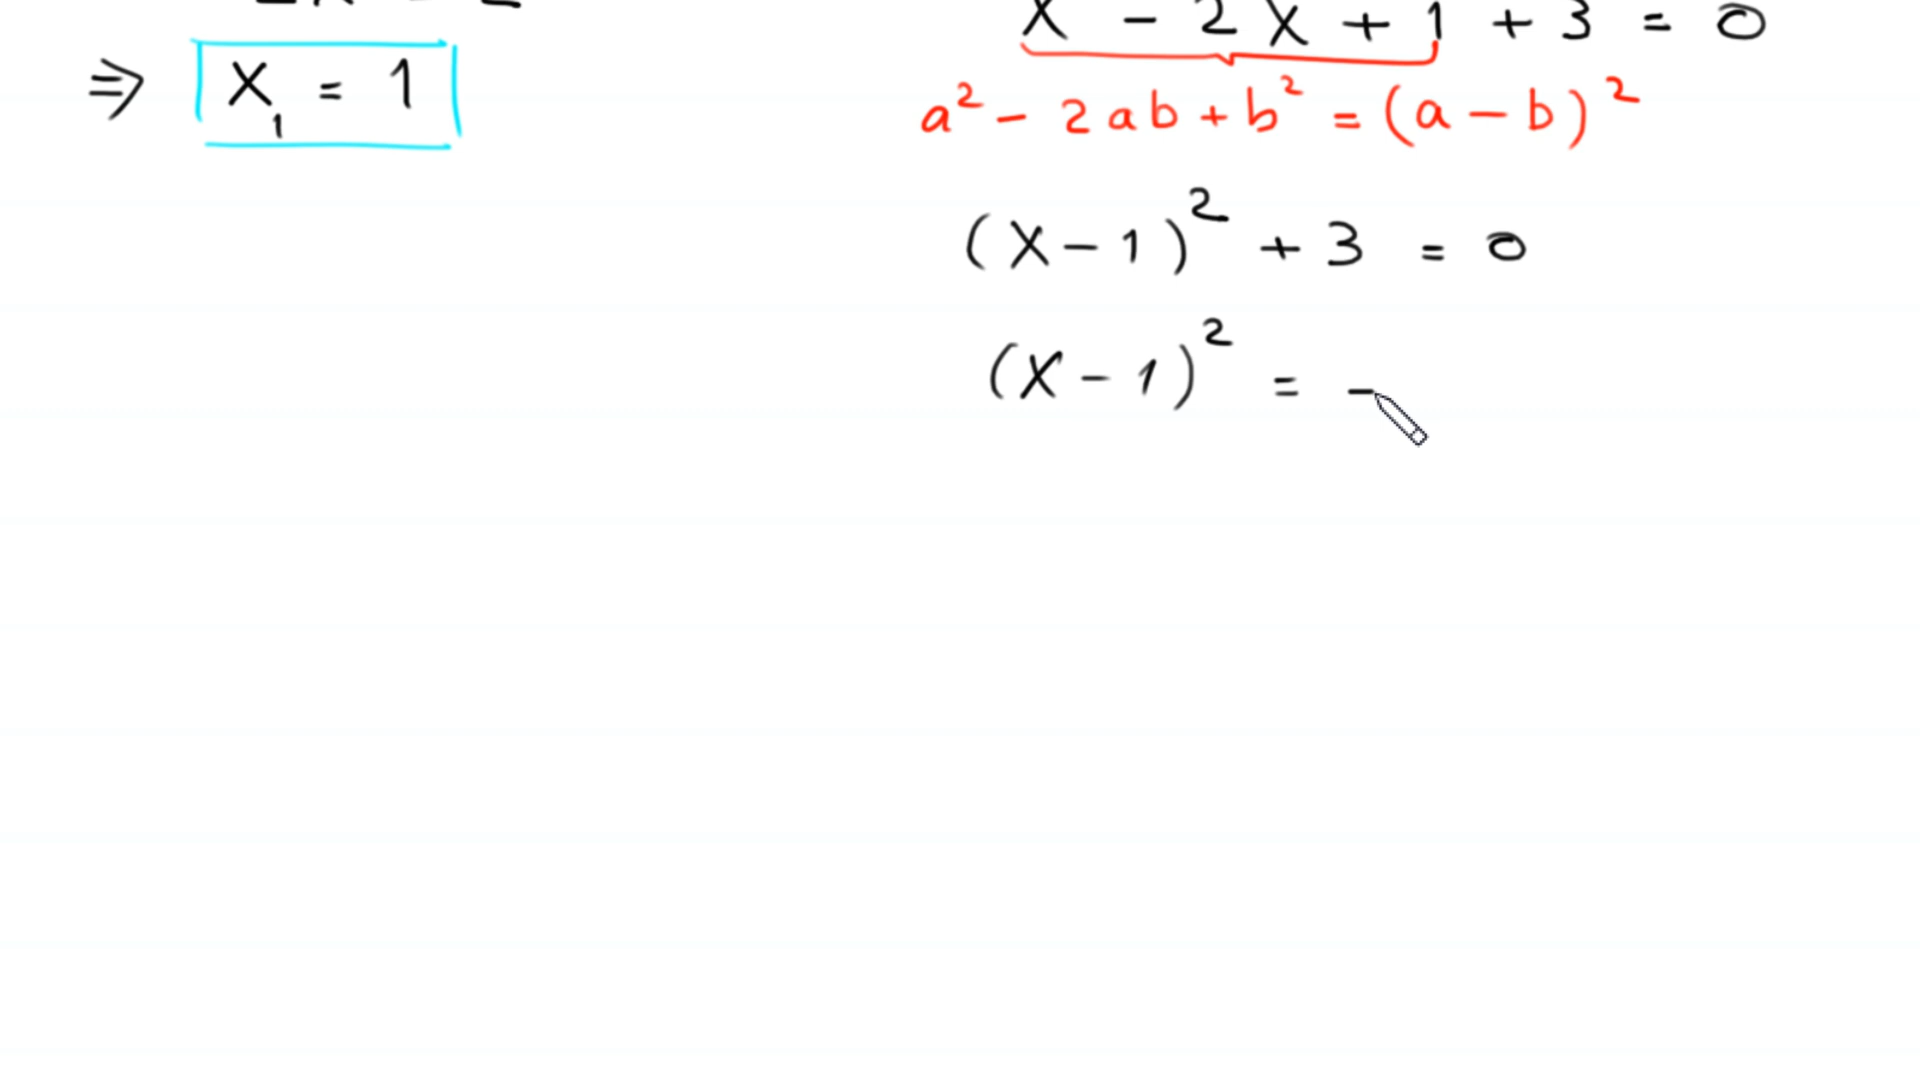 ⇒ X₁ = 1
X - 2X + 1 + 3 = 0
a² - 2ab + b² = (a - b)²
(X - 1)² + 3 = 0
(X - 1)² = -